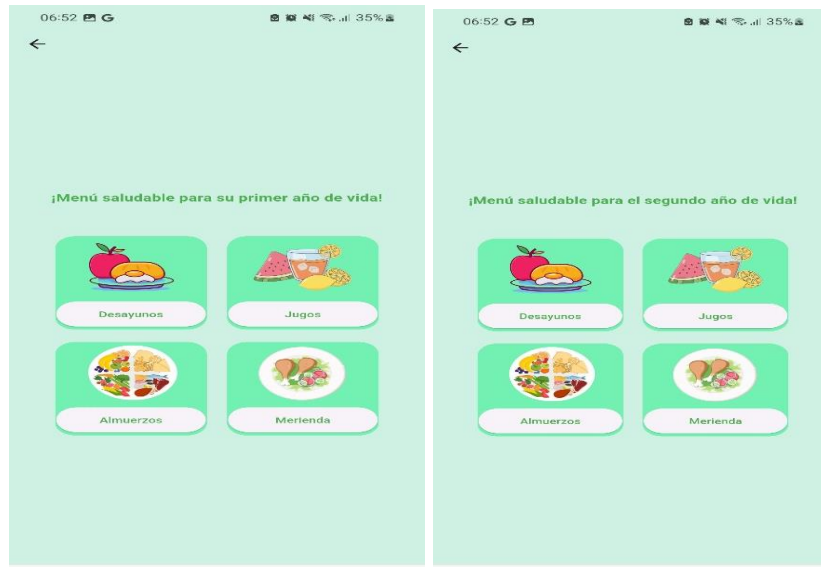 06:52 G 35%
¡Menú saludable para su primer año de vida!
Desayunos
Jugos
Almuerzos
Merienda
06:52 G 35%
¡Menú saludable para el segundo año de vida!
Desayunos
Jugos
Almuerzos
Merienda